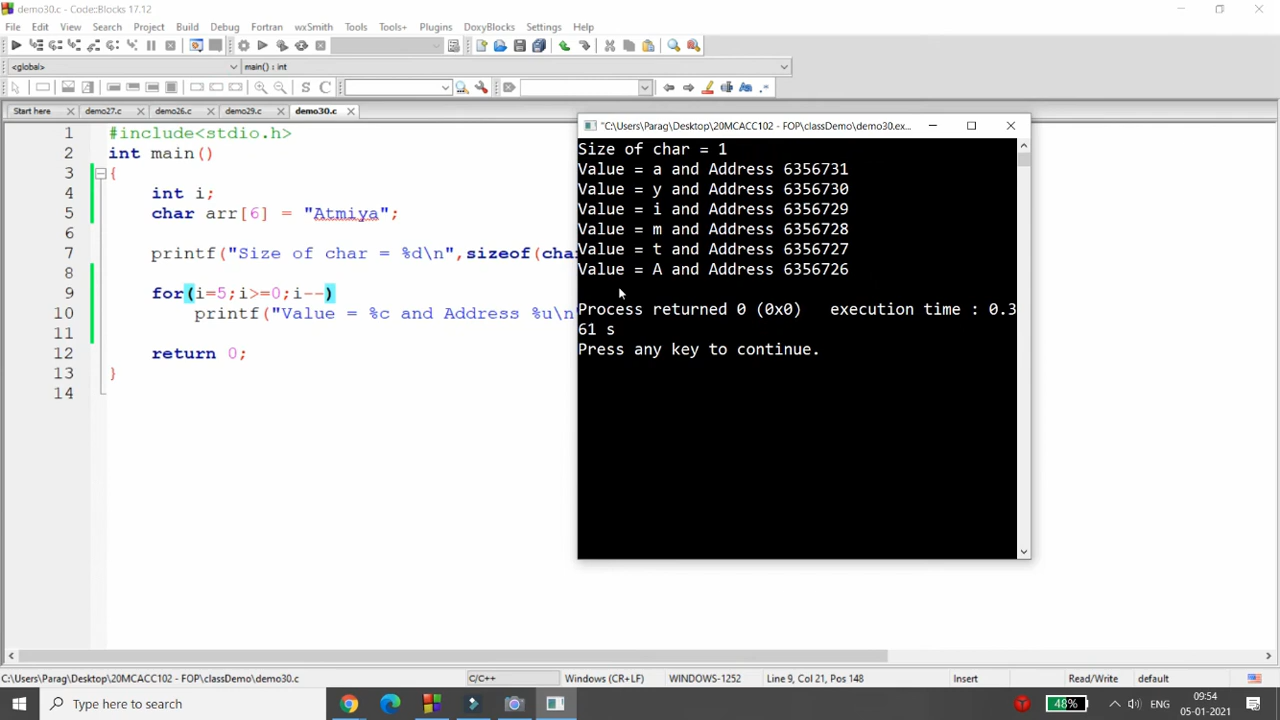 demo30.c - Code::Blocks 17.12
File Edit View Search Project Build Debug Fortran wxSmith Tools Tools+ Plugins DoxyBlocks Settings Help
<global> main() : int
S C
Start here demo27.c demo26.c demo29.c demo30.c
1 #include<stdio.h>
2 int main()
3 {
4 int i;
5 char arr[6] = "Atmiya";
6
7 printf("Size of char = %d\n",sizeof(cha
8
9 for(i=5;i>=0;i--)
10 printf("Value = %c and Address %u\n
11
12 return 0;
13 }
14
"C:\Users\Parag\Desktop\20MCACC102 - FOP\classDemo\demo30.ex...
Size of char = 1
Value = a and Address 6356731
Value = y and Address 6356730
Value = i and Address 6356729
Value = m and Address 6356728
Value = t and Address 6356727
Value = A and Address 6356726
Process returned 0 (0x0) execution time : 0.3
61 s
Press any key to continue.
C:\Users\Parag\Desktop\20MCACC102 - FOP\classDemo\demo30.c C/C++ Windows (CR+LF) WINDOWS-1252 Line 9, Col 21, Pos 148 Insert Read/Write default
Type here to search 48% ENG 09:54
05-01-2021